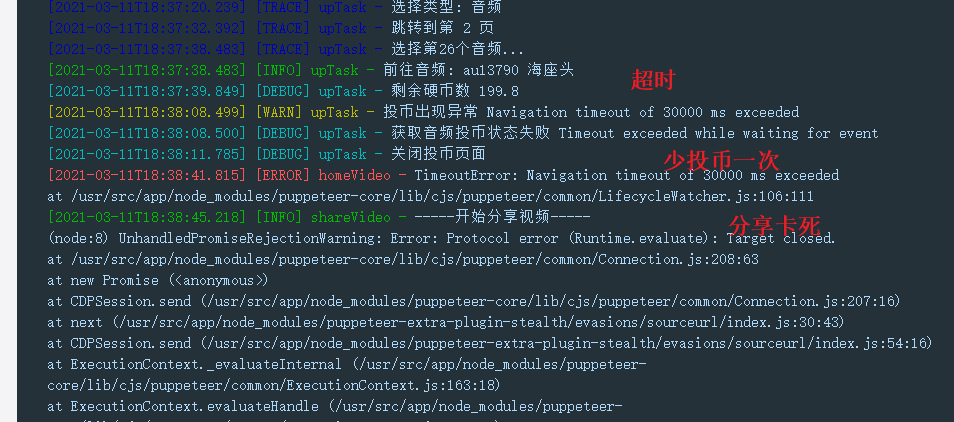 [2021-03-11T18:37:20.239] [TRACE] upTask - 选择类型: 音频
[2021-03-11T18:37:32.392] [TRACE] upTask - 跳转到第 2 页
[2021-03-11T18:37:38.483] [TRACE] upTask - 选择第26个音频...
[2021-03-11T18:37:38.483] [INFO] upTask - 前往音频: au13790 海座头
超时
[2021-03-11T18:37:39.849] [DEBUG] upTask - 剩余硬币数 199.8
[2021-03-11T18:38:08.499] [WARN] upTask - 投币出现异常 Navigation timeout of 30000 ms exceeded
[2021-03-11T18:38:08.500] [DEBUG] upTask - 获取音频投币状态失败 Timeout exceeded while waiting for event
[2021-03-11T18:38:11.785] [DEBUG] upTask - 关闭投币页面
少投币一次
[2021-03-11T18:38:41.815] [ERROR] homeVideo - TimeoutError: Navigation timeout of 30000 ms exceeded
at /usr/src/app/node_modules/puppeteer-core/lib/cjs/puppeteer/common/LifecycleWatcher.js:106:111
[2021-03-11T18:38:45.218] [INFO] shareVideo - -----开始分享视频-----
分享卡死
(node:8) UnhandledPromiseRejectionWarning: Error: Protocol error (Runtime.evaluate): Target closed.
at /usr/src/app/node_modules/puppeteer-core/lib/cjs/puppeteer/common/Connection.js:208:63
at new Promise (<anonymous>)
at CDPSession.send (/usr/src/app/node_modules/puppeteer-core/lib/cjs/puppeteer/common/Connection.js:207:16)
at next (/usr/src/app/node_modules/puppeteer-extra-plugin-stealth/evasions/sourceurl/index.js:30:43)
at CDPSession.send (/usr/src/app/node_modules/puppeteer-extra-plugin-stealth/evasions/sourceurl/index.js:54:16)
at ExecutionContext._evaluateInternal (/usr/src/app/node_modules/puppeteer-
core/lib/cjs/puppeteer/common/ExecutionContext.js:163:18)
at ExecutionContext.evaluateHandle (/usr/src/app/node_modules/puppeteer-